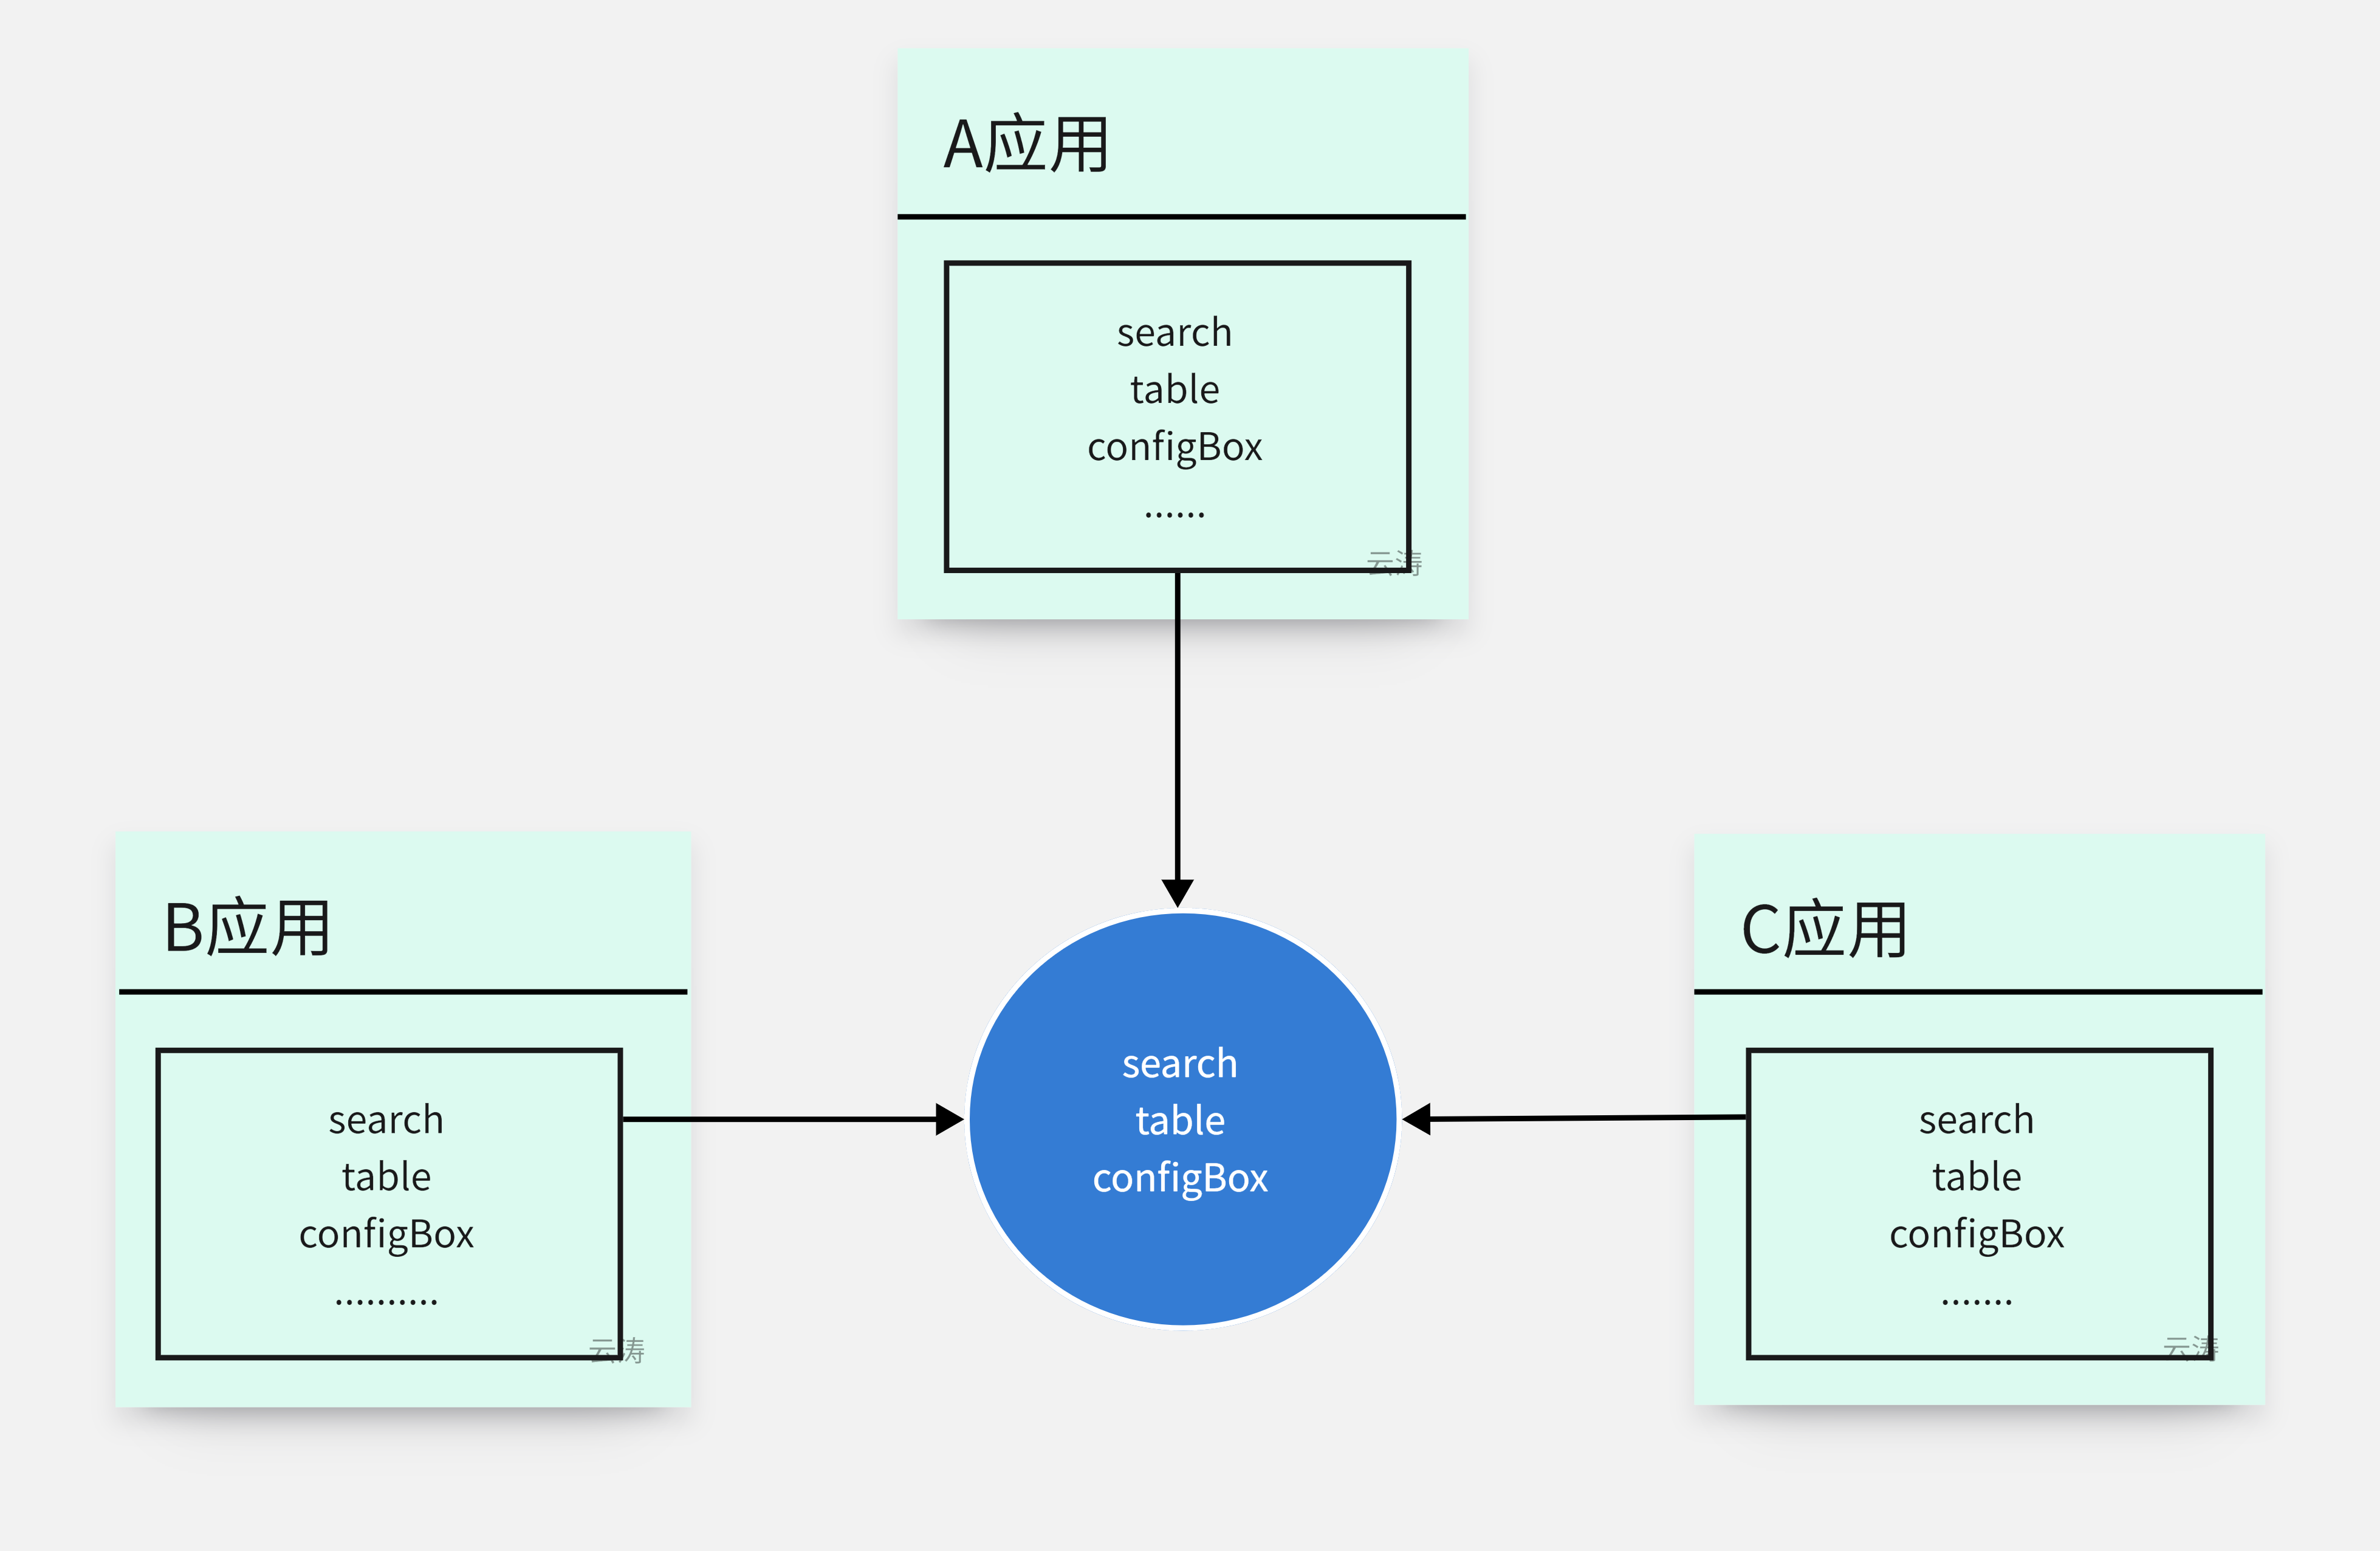 A应用
search
table
configBox
......
云涛
B应用
search
table
configBox
..........
云涛
search
table
configBox
C应用
search
table
configBox
.......
云涛